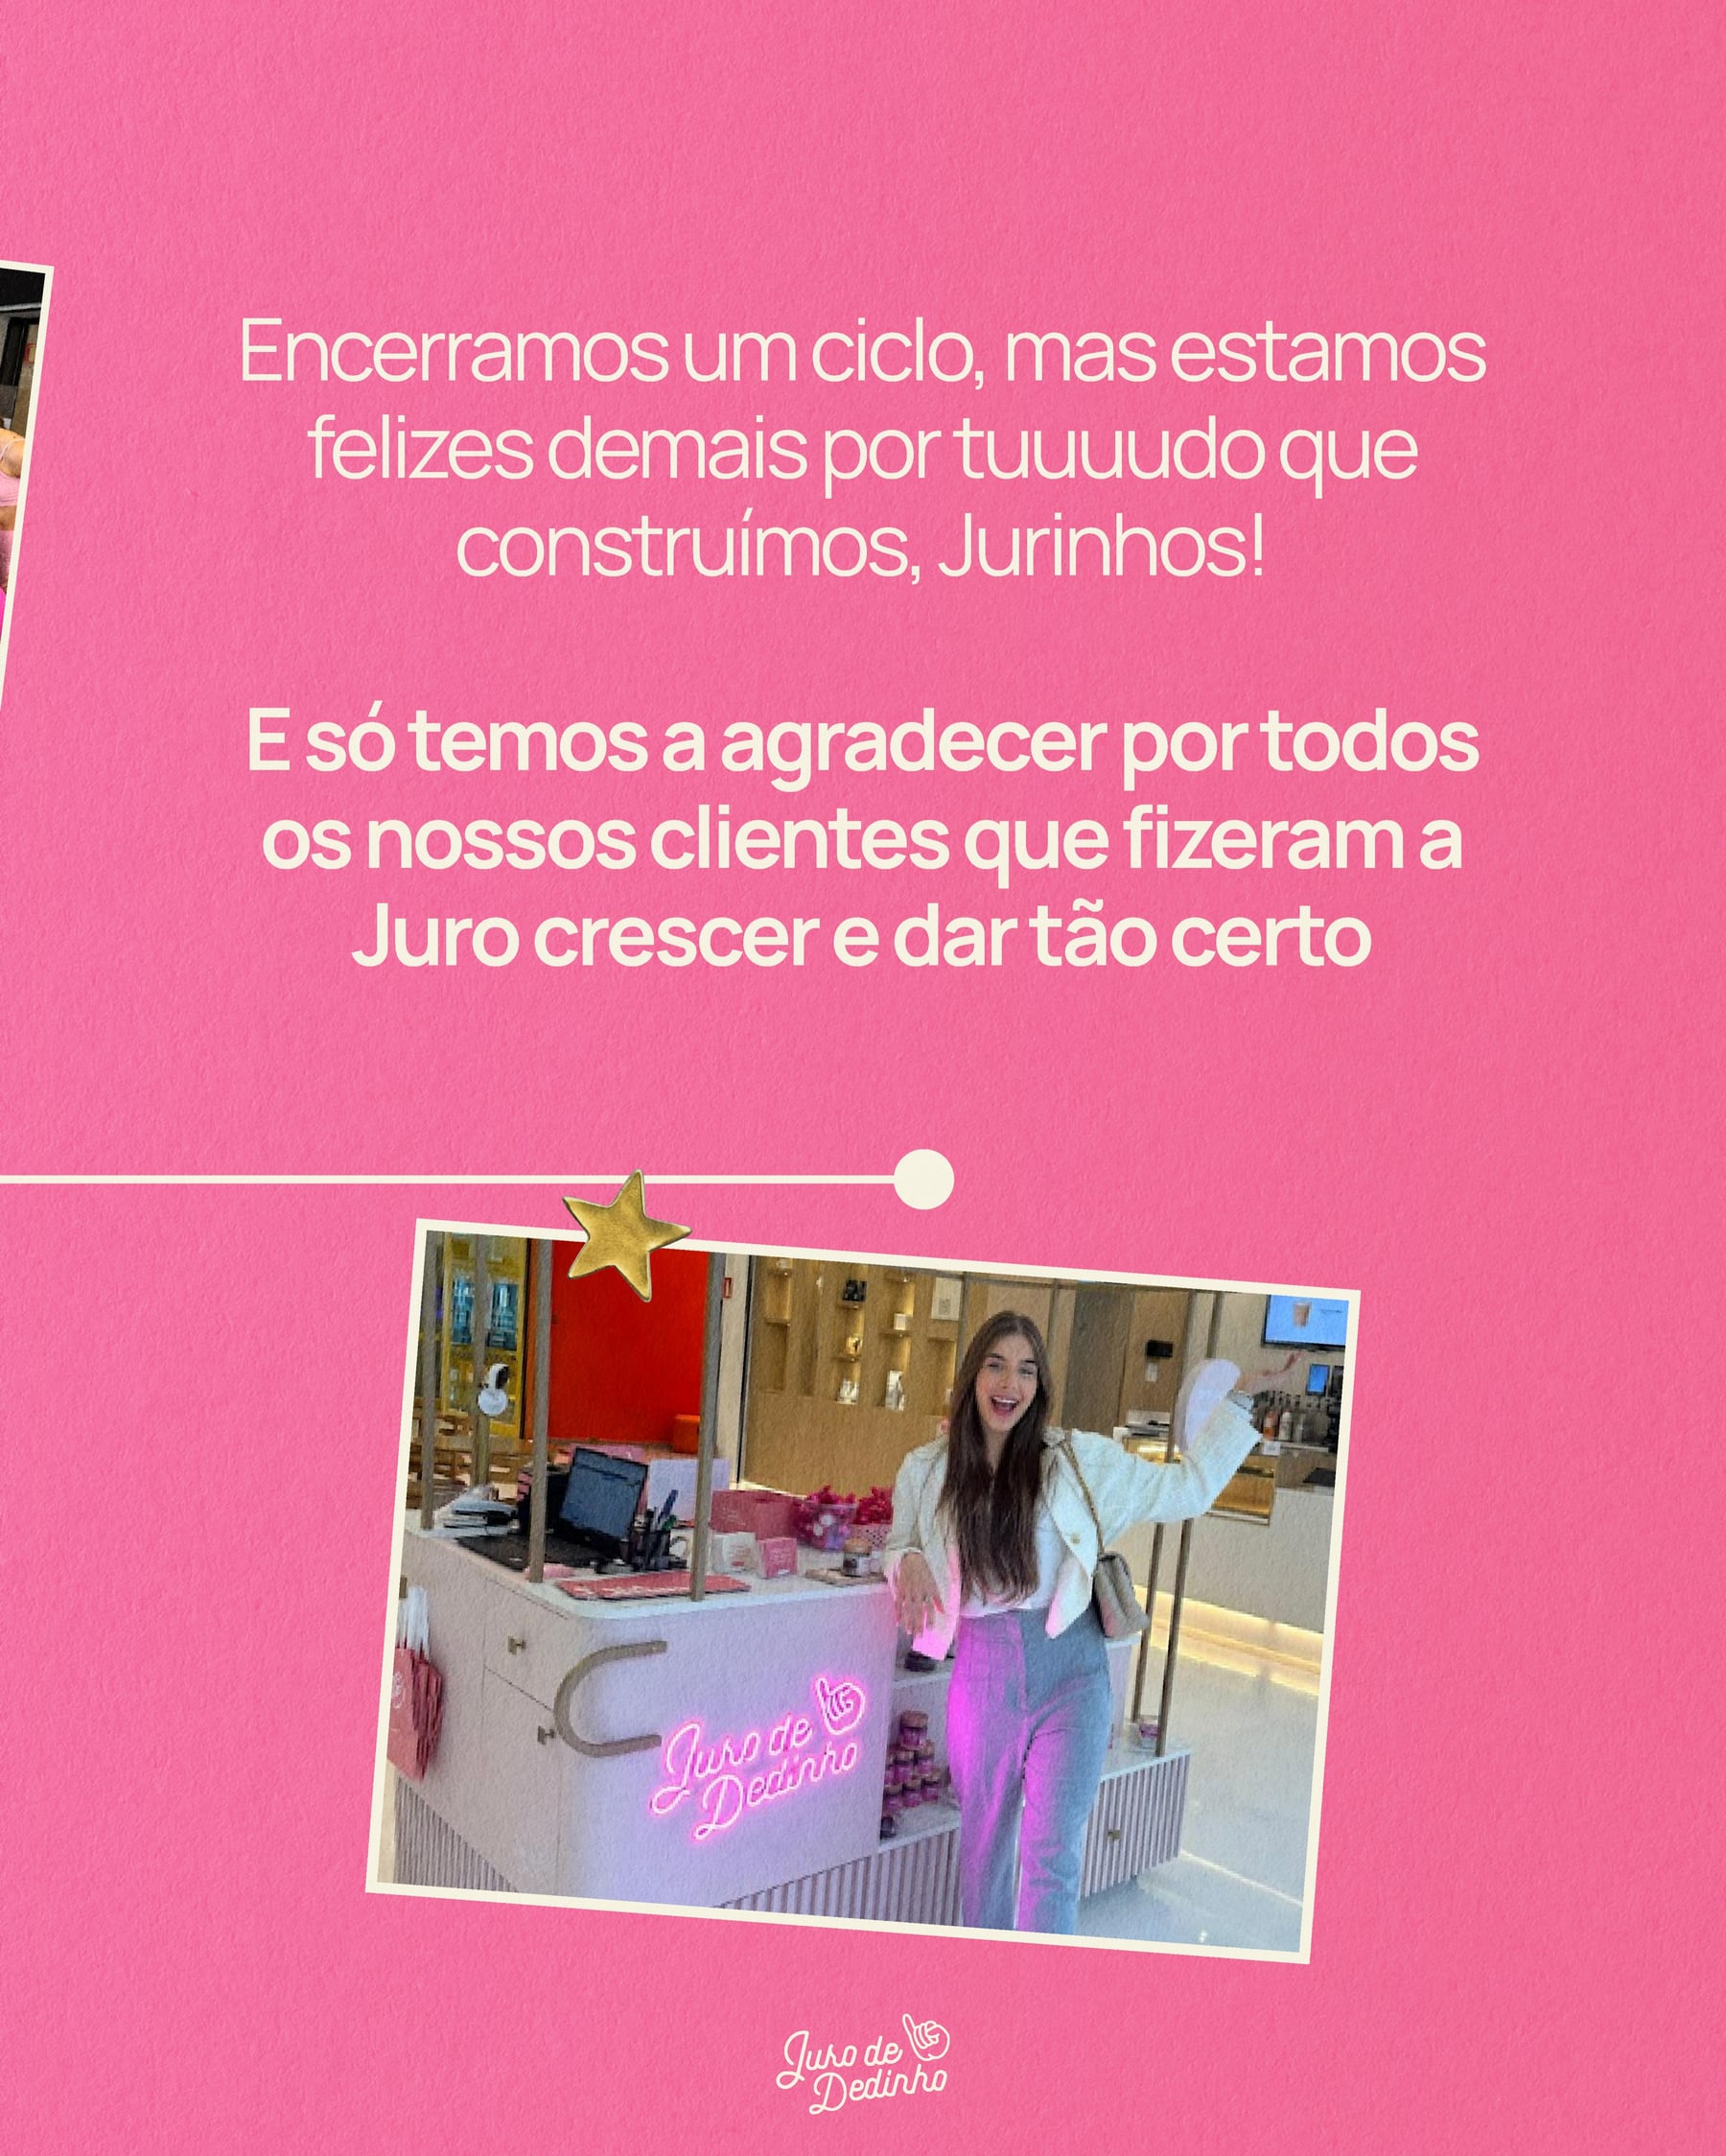 Encerramos um ciclo, mas estamos
felizes demais por tuuuudo que
construímos, Jurinhos!
E só temos a agradecer por todos
os nossos clientes que fizeram a
Juro crescer e dar tão certo
Juro de
Dedinho
Juro de
Dedinho